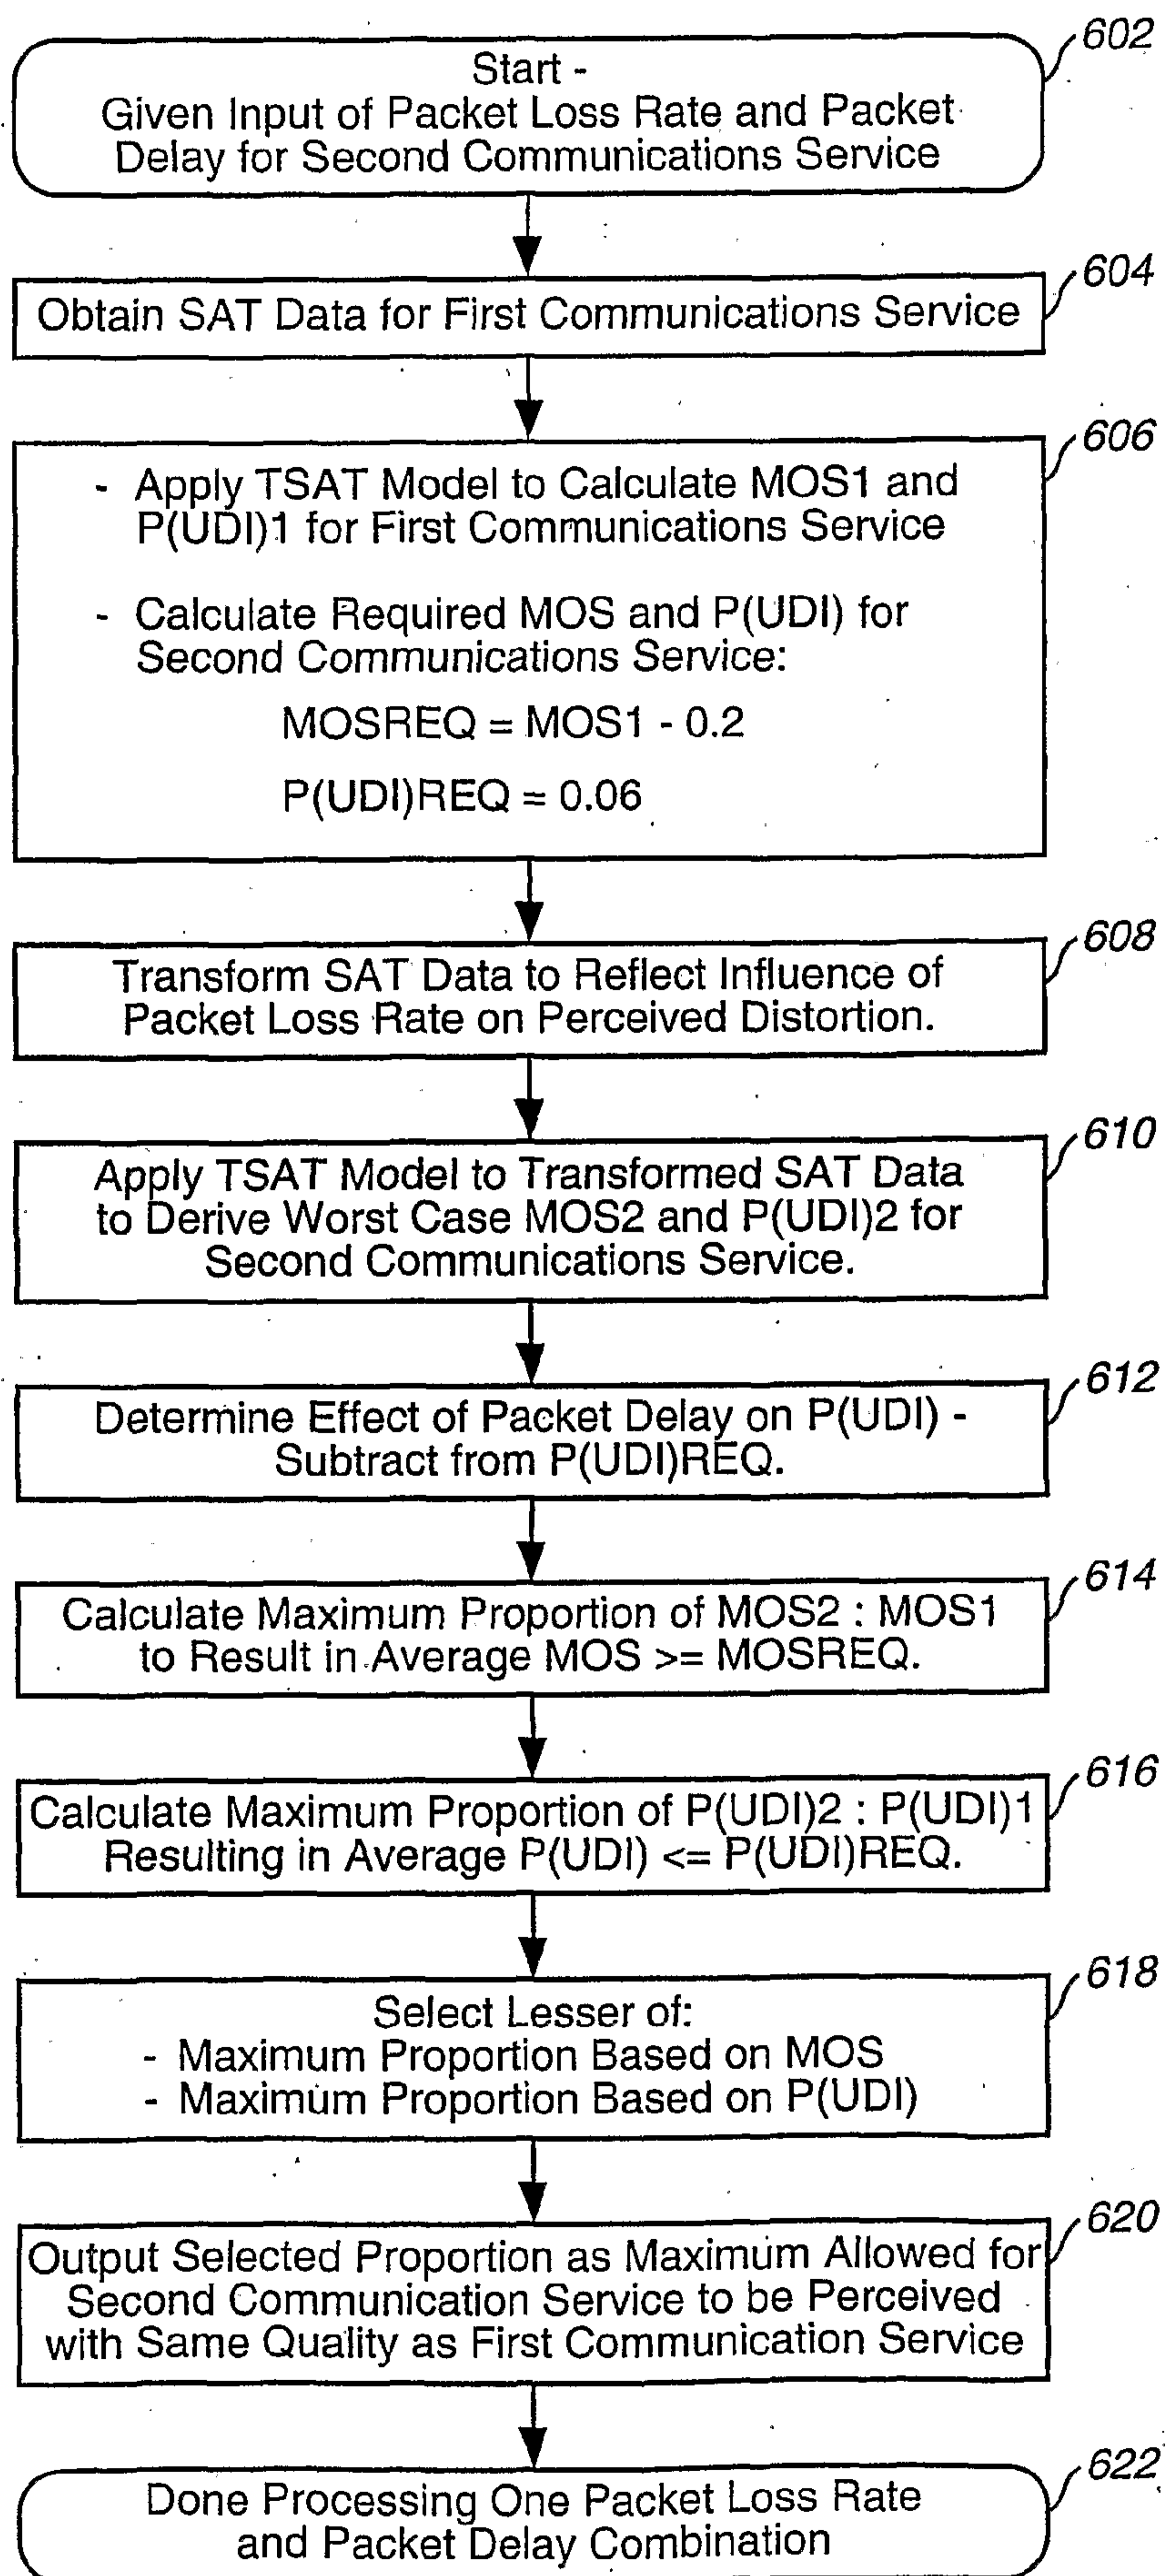 602
Start -
Given Input of Packet Loss Rate and Packet
Delay for Second Communications Service
604
Obtain SAT Data for First Communications Service
606
- Apply TSAT Model to Calculate MOS1 and
P(UDI)1 for First Communications Service
- Calculate Required MOS and P(UDI) for
Second Communications Service:
MOSREQ = MOS1 - 0.2
P(UDI)REQ = 0.06
608
Transform SAT Data to Reflect Influence of
Packet Loss Rate on Perceived Distortion.
610
Apply TSAT Model to Transformed SAT Data
to Derive Worst Case MOS2 and P(UDI)2 for
Second Communications Service.
612
Determine Effect of Packet Delay on P(UDI) -
Subtract from P(UDI)REQ.
614
Calculate Maximum Proportion of MOS2 : MOS1
to Result in Average MOS >= MOSREQ.
616
Calculate Maximum Proportion of P(UDI)2 : P(UDI)1
Resulting in Average P(UDI) <= P(UDI)REQ.
618
Select Lesser of:
- Maximum Proportion Based on MOS
- Maximum Proportion Based on P(UDI)
620
Output Selected Proportion as Maximum Allowed for
Second Communication Service to be Perceived
with Same Quality as First Communication Service
622
Done Processing One Packet Loss Rate
and Packet Delay Combination